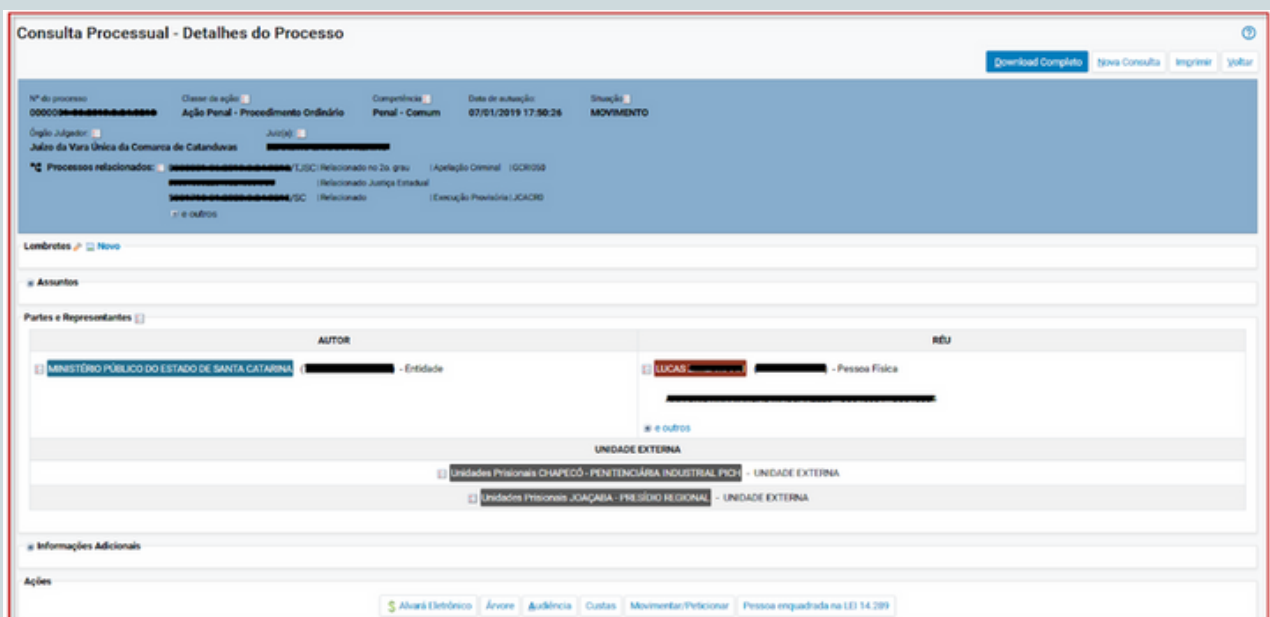 Consulta Processual - Detalhes do Processo
Download Completo Nova Consulta Imprimir Voltar
Nº do processo Classe da ação: Competência Data de autuação: Situação
Ação Penal - Procedimento Ordinário Penal - Comum 07/01/2019 17:50:26 MOVIMENTO
Órgão Julgador: Juiz(a):
Juízo da Vara Única da Comarca de Catanduvas
Processos relacionados: /TJSC | Relacionado no 2o. grau | Apelação Criminal
| Relacionado Justiça Estadual
/SC | Relacionado | Execução Provisória
e outros
Lembretes Novo
Assuntos
Partes e Representantes
AUTOR RÉU
MINISTÉRIO PÚBLICO DO ESTADO DE SANTA CATARINA ( ) - Entidade LUCAS ( ) - Pessoa Física
e outros
UNIDADE EXTERNA
Unidades Prisionais CHAPECÓ - PENITENCIÁRIA INDUSTRIAL PICH - UNIDADE EXTERNA
Unidades Prisionais JOAÇABA - PRESÍDIO REGIONAL - UNIDADE EXTERNA
Informações Adicionais
Ações
$ Alvará Eletrônico Árvore Audiência Custas Movimentar/Peticionar Pessoa enquadrada na LEI 14.289